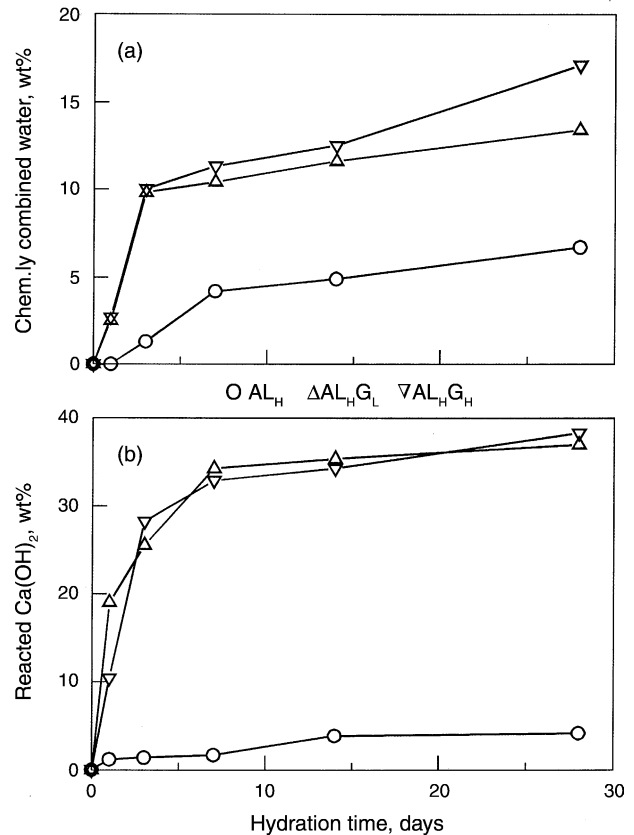 20
(a)
15
10
5
0
Chem.ly combined water, wt%
O AL_H ΔAL_HG_L ∇AL_HG_H
40
(b)
30
20
10
0
Reacted Ca(OH)₂, wt%
0 10 20 30
Hydration time, days